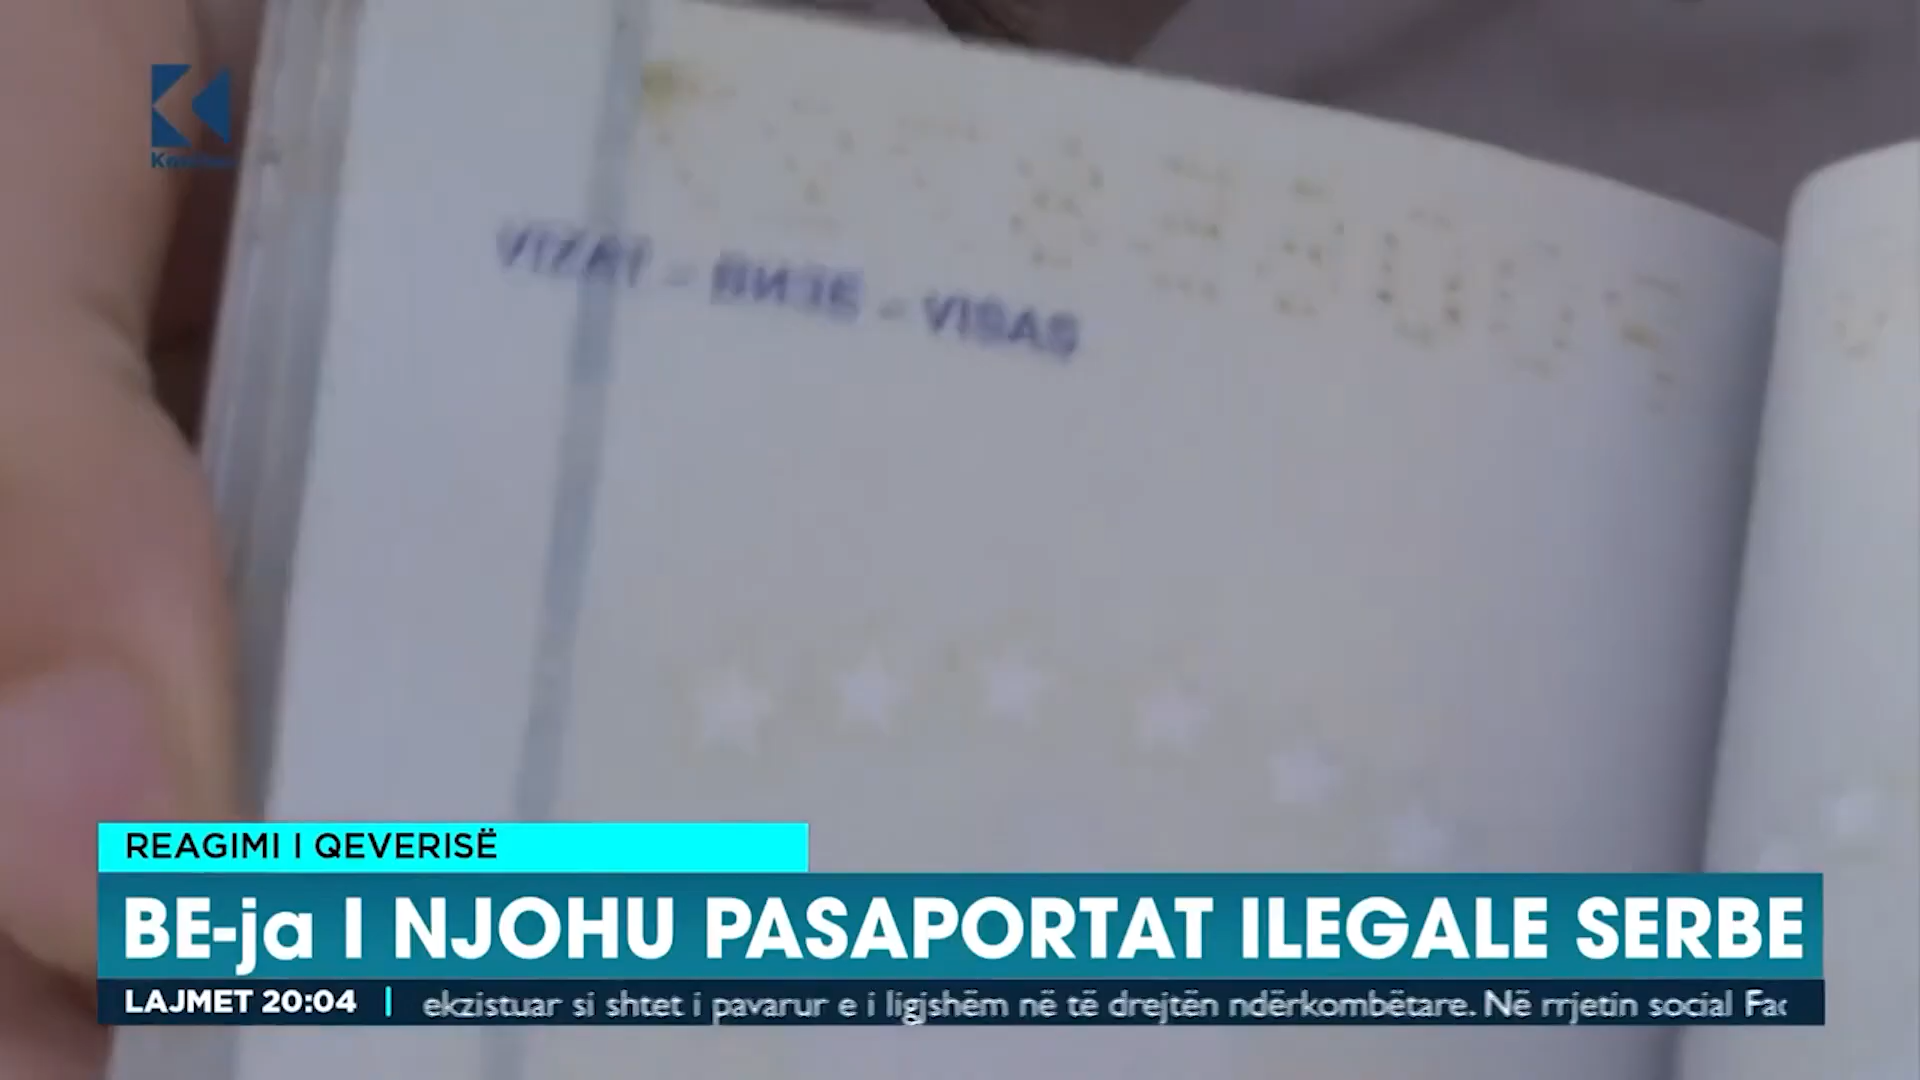 VIZAT - ВИЗЕ - VISAS
REAGIMI I QEVERISË
BE-ja I NJOHU PASAPORTAT ILEGALE SERBE
LAJMET 20:04
ekzistuar si shtet i pavarur e i ligjshëm në të drejtën ndërkombëtare. Në rrjetin social Fac